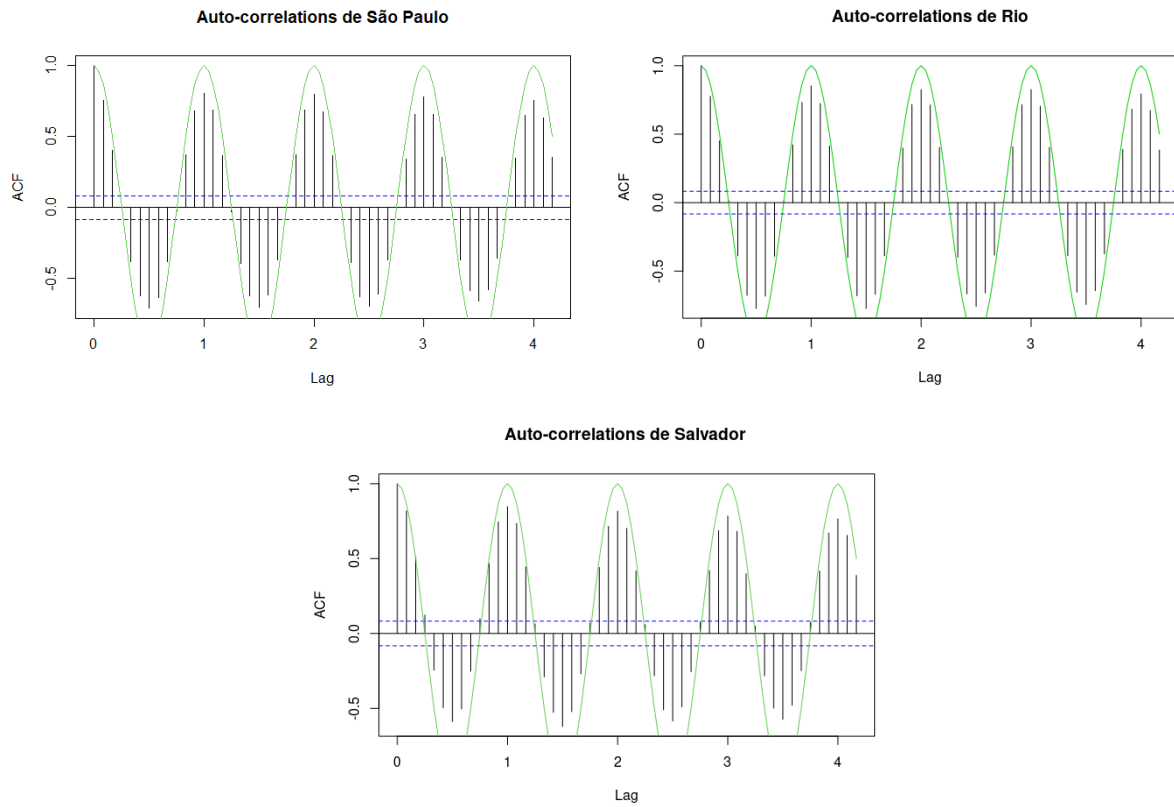 Auto-correlations de São Paulo
ACF
1.0
0.5
0.0
-0.5
0 1 2 3 4
Lag
Auto-correlations de Rio
ACF
1.0
0.5
0.0
-0.5
0 1 2 3 4
Lag
Auto-correlations de Salvador
ACF
1.0
0.5
0.0
-0.5
0 1 2 3 4
Lag